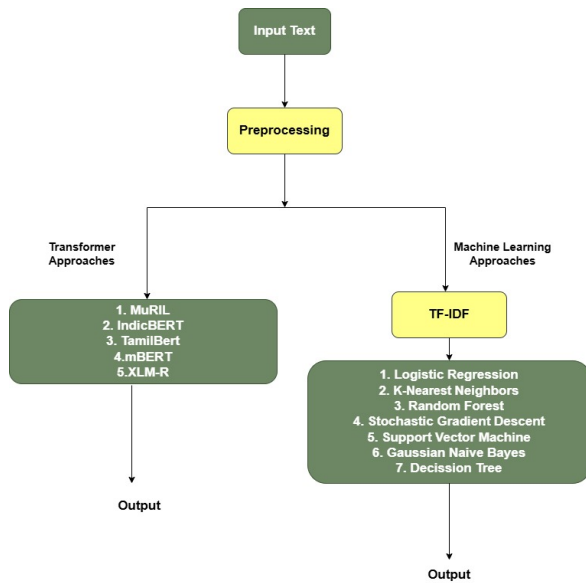 Input Text
Preprocessing
Transformer
Approaches
Machine Learning
Approaches
1. MuRIL
2. IndicBERT
3. TamilBert
4.mBERT
5.XLM-R
TF-IDF
1. Logistic Regression
2. K-Nearest Neighbors
3. Random Forest
4. Stochastic Gradient Descent
5. Support Vector Machine
6. Gaussian Naive Bayes
7. Decission Tree
Output
Output